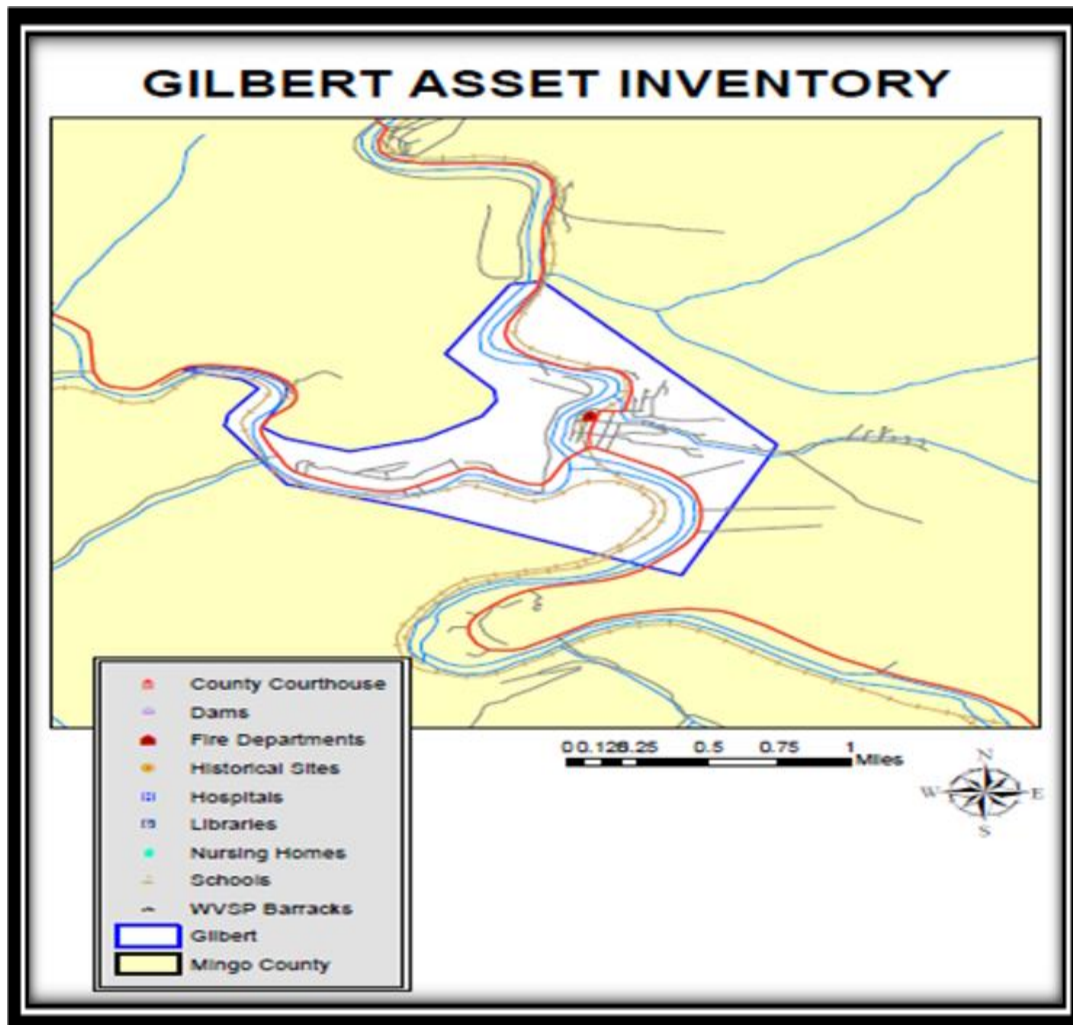 GILBERT ASSET INVENTORY
County Courthouse
Dams
Fire Departments
Historical Sites
Hospitals
Libraries
Nursing Homes
Schools
WVSP Barracks
Gilbert
Mingo County
0 0.125 0.25 0.5 0.75 1
Miles
N
W E
S